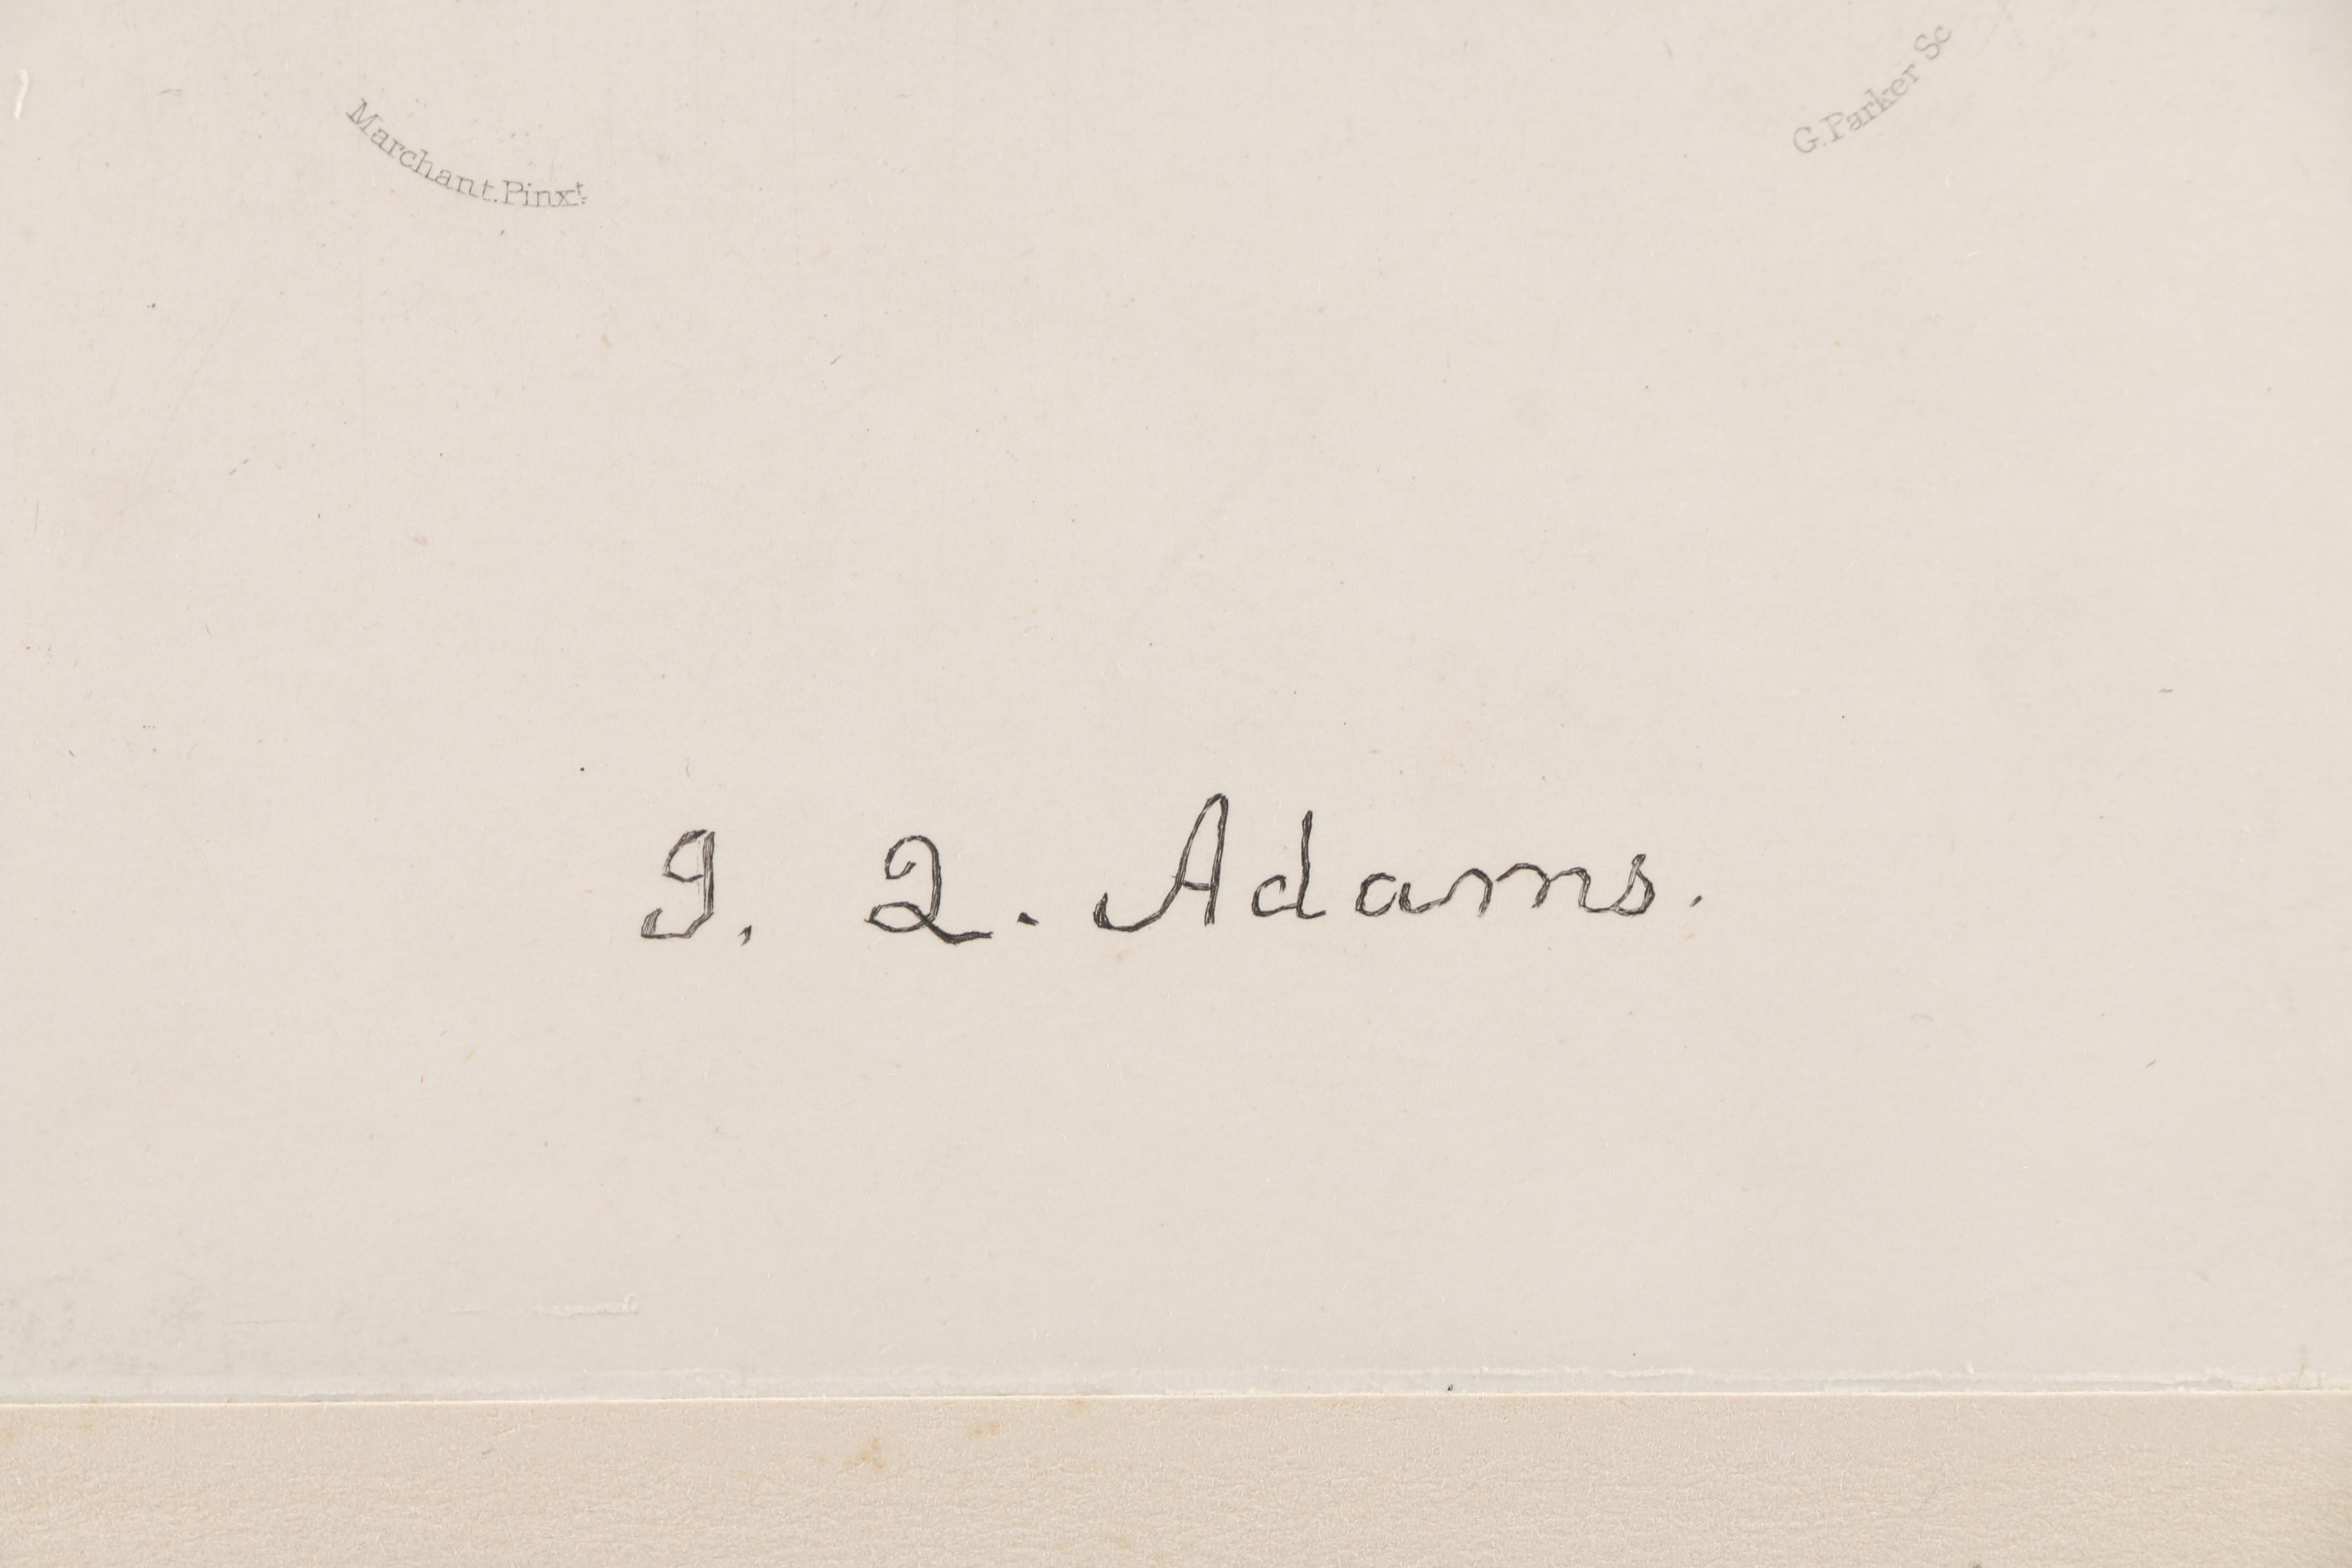 Marchant. Pinxt.
G. Parker Sc
J. Q. Adams.